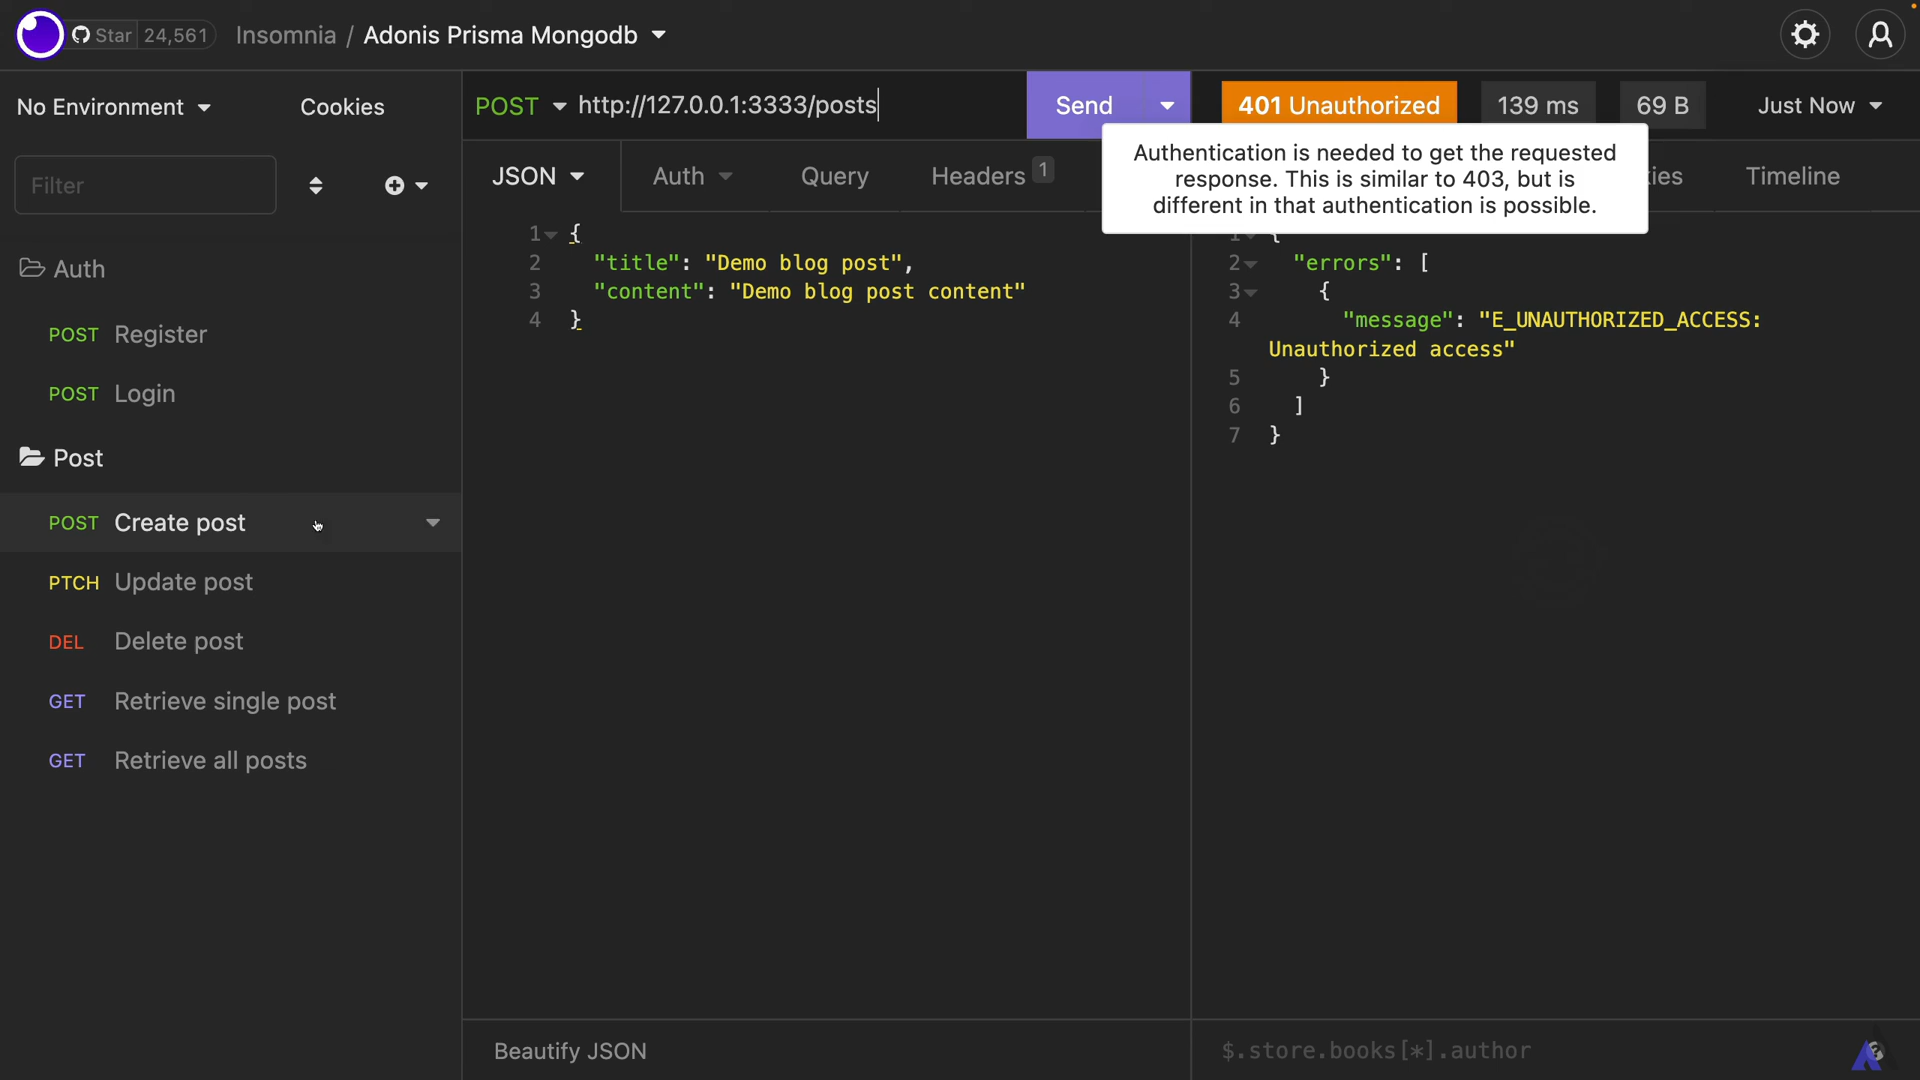 Star 24,561 Insomnia / Adonis Prisma Mongodb
No Environment Cookies
POST http://127.0.0.1:3333/posts Send 401 Unauthorized 139 ms 69 B Just Now
Authentication is needed to get the requested
response. This is similar to 403, but is
different in that authentication is possible.
Filter
JSON Auth Query Headers 1 kies Timeline
Auth
POST Register
POST Login
Post
POST Create post
PTCH Update post
DEL Delete post
GET Retrieve single post
GET Retrieve all posts
1 {
2 "title": "Demo blog post",
3 "content": "Demo blog post content"
4 }
1 {
2 "errors": [
3 {
4 "message": "E_UNAUTHORIZED_ACCESS:
Unauthorized access"
5 }
6 ]
7 }
Beautify JSON
$.store.books[*].author